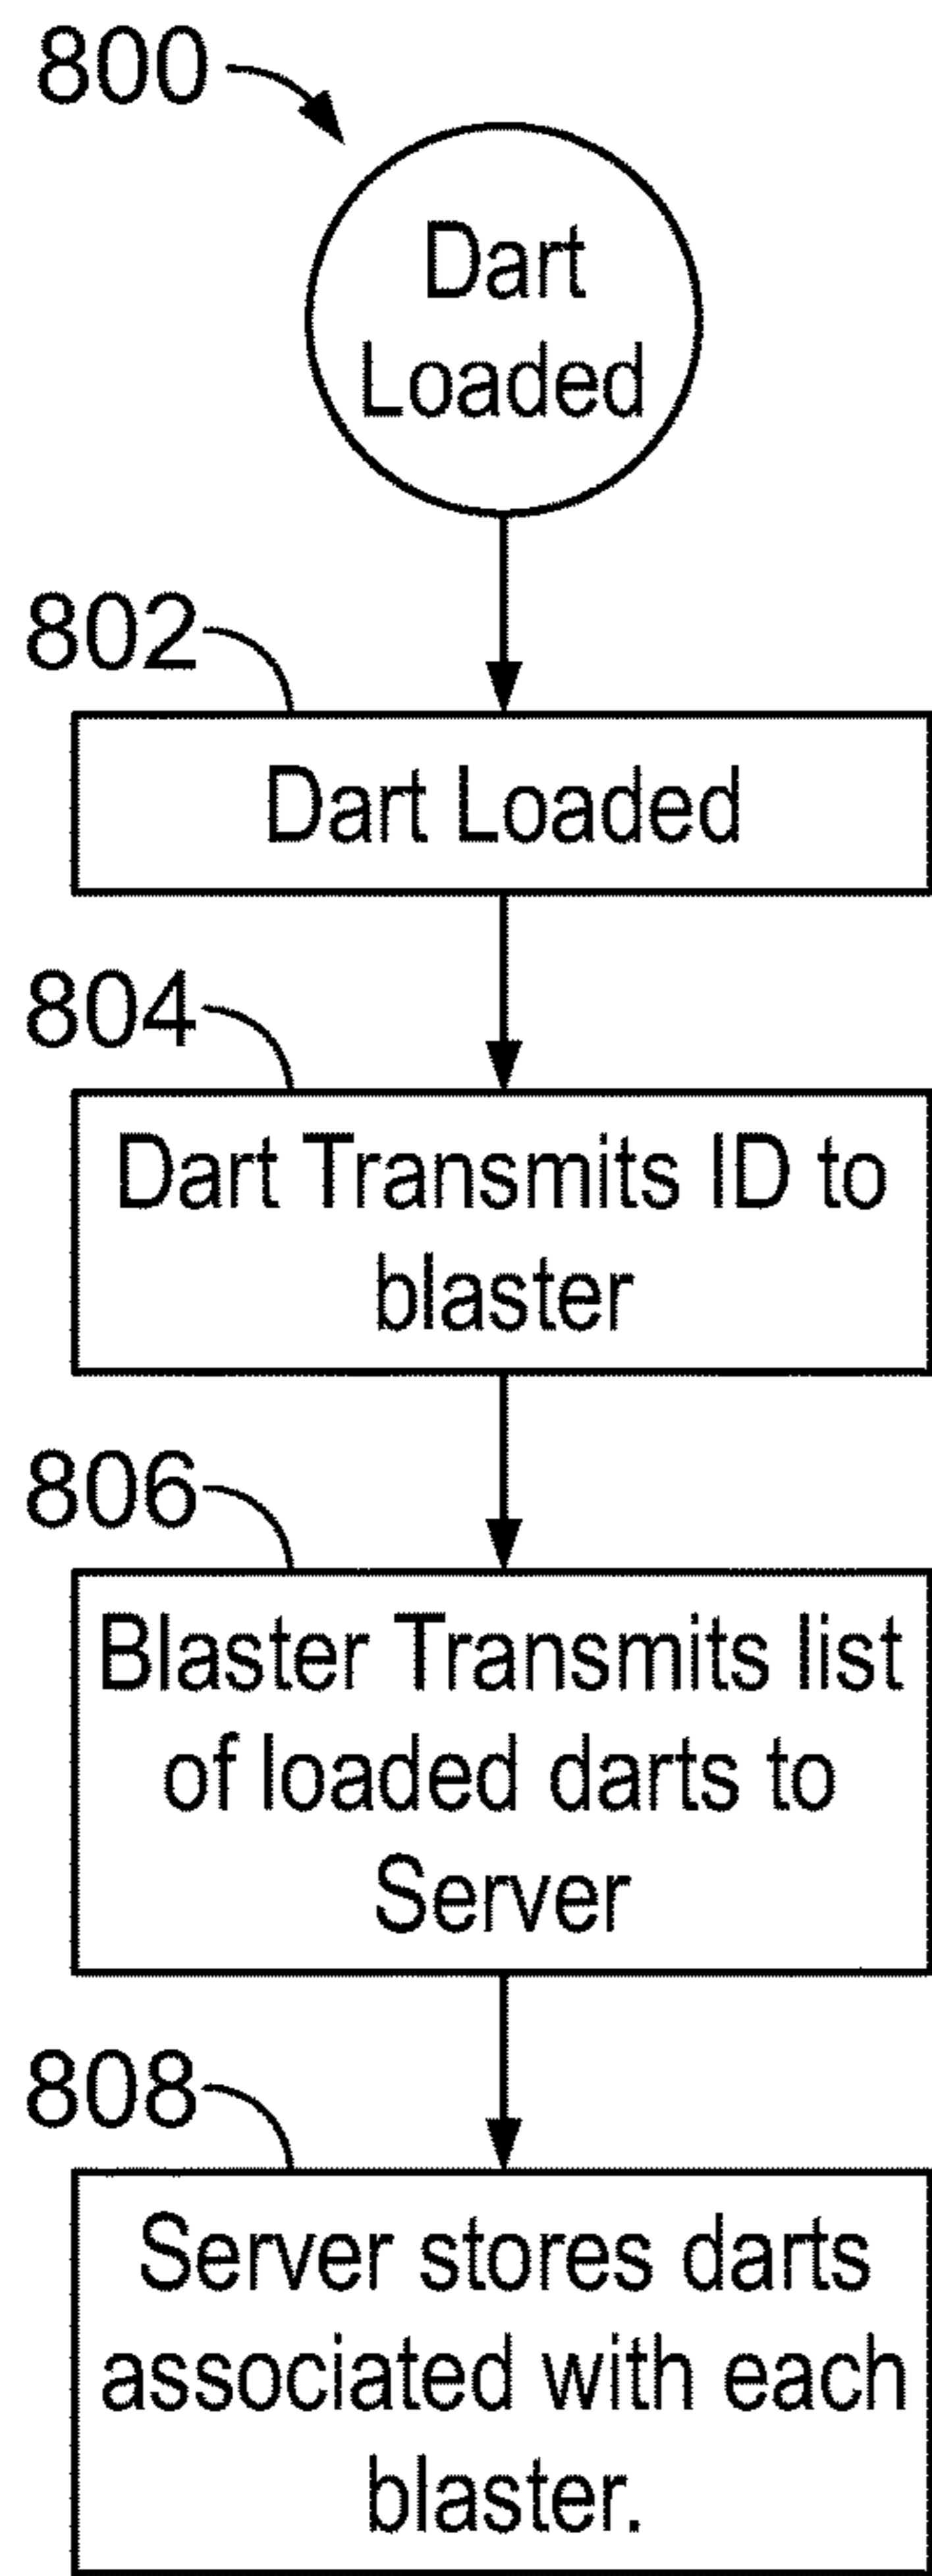 800
Dart
Loaded
802
Dart Loaded
804
Dart Transmits ID to
blaster
806
Blaster Transmits list
of loaded darts to
Server
808
Server stores darts
associated with each
blaster.